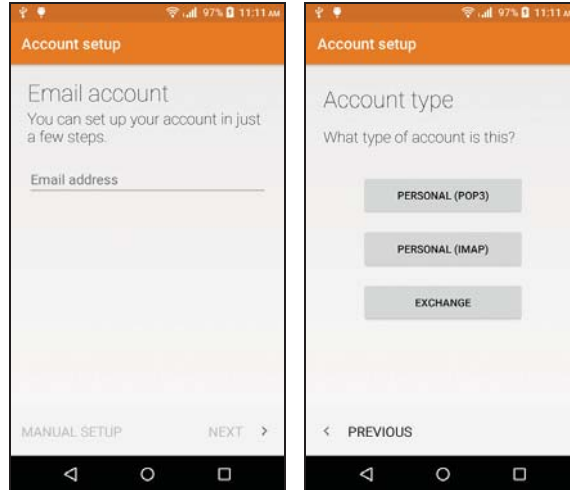 97% 11:11 AM
Account setup
Email account
You can set up your account in just
a few steps.
Email address
MANUAL SETUP NEXT >
97% 11:11 AM
Account setup
Account type
What type of account is this?
PERSONAL (POP3)
PERSONAL (IMAP)
EXCHANGE
< PREVIOUS